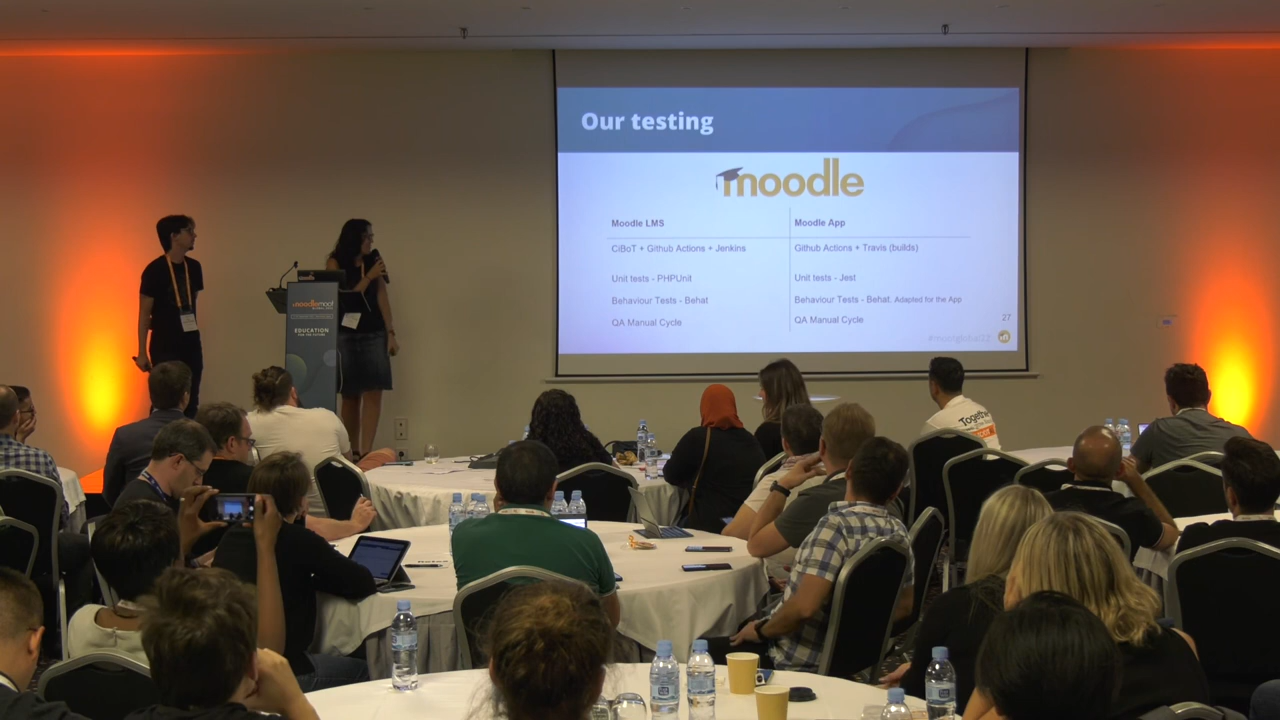 Our testing
moodle
Moodle LMS
Moodle App
CiBoT + Github Actions + Jenkins
Github Actions + Travis (builds)
Unit tests - PHPUnit
Unit tests - Jest
Behaviour Tests - Behat
Behaviour Tests - Behat. Adapted for the App
QA Manual Cycle
QA Manual Cycle
27
moodlemoot
EDUCATION
FOR THE FUTURE
Together